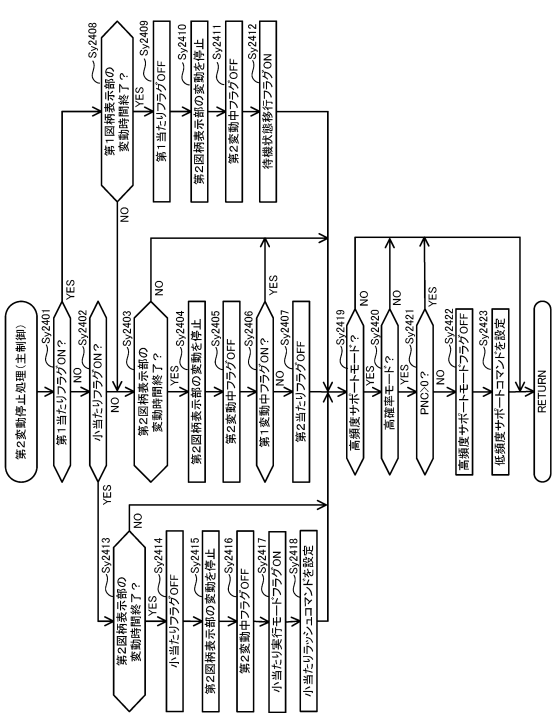 第2変動停止処理(主制御)
Sy2401
第1当たりフラグON?
YES
NO
Sy2402
小当たりフラグON?
YES
NO
Sy2403
第2図柄表示部の
変動時間終了?
NO
YES
Sy2404
第2図柄表示部の変動を停止
Sy2405
第2変動中フラグOFF
Sy2406
第1変動中フラグON?
YES
NO
Sy2407
第2当たりフラグOFF
Sy2408
第1図柄表示部の
変動時間終了?
NO
YES
Sy2409
第1当たりフラグOFF
Sy2410
第2図柄表示部の変動を停止
Sy2411
第2変動中フラグOFF
Sy2412
待機状態移行フラグON
Sy2413
第2図柄表示部の
変動時間終了?
NO
YES
Sy2414
小当たりフラグOFF
Sy2415
第2図柄表示部の変動を停止
Sy2416
第2変動中フラグOFF
Sy2417
小当たり実行モードフラグON
Sy2418
小当たりラッシュコマンドを設定
Sy2419
高頻度サポートモード?
NO
YES
Sy2420
高確率モード?
NO
YES
Sy2421
PNC>0?
YES
NO
Sy2422
高頻度サポートモードフラグOFF
Sy2423
低頻度サポートコマンドを設定
RETURN